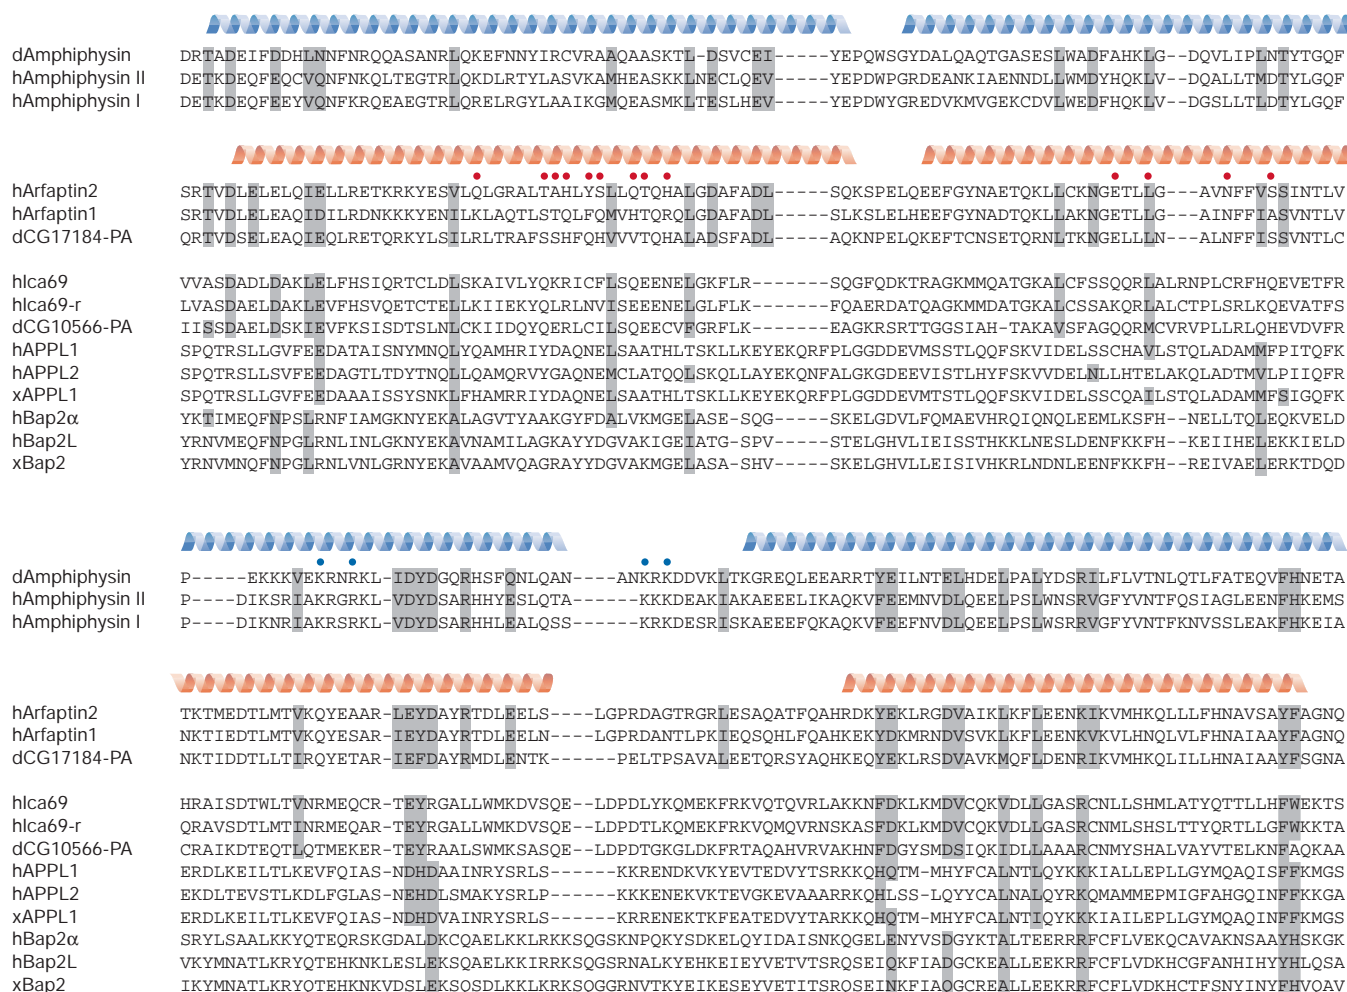 dAmphiphysin DRTADEIFDDHLNNFNRQQASANRLQKEFNNYIRCVRAAQAASKTL-DSVCEI-----YEPQWSGYDALQAQTGASESLWADFAHKLG--DQVLIPLNTYTGQF
hAmphiphysin II DETKDEQFEQCVQNFNKQLTEGTRLQKDLRTYLASVKAMHEASKKLNECLQEV-----YEPDWPGRDEANKIAENNDLLWMDYHQKLV--DQALLTMDTYLGQF
hAmphiphysin I DETKDEQFEEYVQNFKRQEAEGTRLQRELRGYLAAIKGMQEASMKLTESLHEV-----YEPDWYGREDVKMVGEKCDVLWEDFHQKLV--DGSLLTLDTYLGQF
hArfaptin2 SRTVDLELELQIELLRETKRKYESVLQLGRALTAHLYSLLQTQHALGDAFADL-----SQKSPELQEEFGYNAETQKLLCKNGETLLG---AVNFFVSSINTLV
hArfaptin1 SRTVDLELEAQIDILRDNKKKYENILKLAQTLSTQLFQMVHTQRQLGDAFADL-----SLKSLELHEEFGYNADTQKLLAKNGETLLG---AINFFIASVNTLV
dCG17184-PA QRTVDSELEAQIEQLRETQRKYLSILRLTRAFSSHFQHVVVTQHALADSFADL-----AQKNPELQKEFTCNSETQRNLTKNGELLLN---ALNFFISSVNTLC
hIca69 VVASDADLDAKLELFHSIQRTCLDLSKAIVLYQKRICFLSQEENELGKFLR-------SQGFQDKTRAGKMMQATGKALCFSSQQRLALRNPLCRFHQEVETFR
hIca69-r LVASDAELDAKLEVFHSVQETCTELLKIIEKYQLRLNVISEEENELGLFLK-------FQAERDATQAGKMMDATGKALCSSAKQRLALCTPLSRLKQEVATFS
dCG10566-PA IISSDAELDSKIEVFKSISDTSLNLCKIIDQYQERLCILSQEECVFGRFLK-------EAGKRSRTTGGSIAH-TAKAVSFAGQQRMCVRVPLLRLQHEVDVFR
hAPPL1 SPQTRSLLGVFEEDATAISNYMNQLYQAMHRIYDAQNELSAATHLTSKLLKEYEKQRFPLGGDDEVMSSTLQQFSKVIDELSSCHAVLSTQLADAMMFPITQFK
hAPPL2 SPQTRSLLSVFEEDAGTLTDYTNQLLQAMQRVYGAQNEMCLATQQLSKQLLAYEKQNFALGKGDEEVISTLHYFSKVVDELNLLHTELAKQLADTMVLPIIQFR
xAPPL1 SPQTRSLLGVFEEDAAAISSYSNKLFHAMRRIYDAQNELSAATHLTSKLLKEYEKQRFPLGGDDEVMTSTLQQFSKVIDELSSCQAILSTQLADAMMFSIGQFK
hBap2α YKTIMEQFNPSLRNFIAMGKNYEKALAGVTYAAKGYFDALVKMGELASE-SQG-----SKELGDVLFQMAEVHRQIQNQLEEMLKSFH--NELLTQLEQKVELD
hBap2L YRNVMEQFNPGLRNLINLGKNYEKAVNAMILAGKAYYDGVAKIGEIATG-SPV-----STELGHVLIEISSTHKKLNESLDENFKKFH--KEIIHELEKKIELD
xBap2 YRNVMNQFNPGLRNLVNLGRNYEKAVAAMVQAGRAYYDGVAKMGELASA-SHV-----SKELGHVLLEISIVHKRLNDNLEENFKKFH--REIVAELERKTDQD
dAmphiphysin P-----EKKKVEKRNRKL-IDYDGQRHSFQNLQAN----ANKRKDDVKLTKGREQLEEARRTYEILNTELHDELPALYDSRILFLVTNLQTLFATEQVFHNETA
hAmphiphysin II P----DIKSRIAKRGRKL-VDYDSARHHYESLQTA------KKKDEAKIAKAEEELIKAQKVFEEMNVDLQEELPSLWNSRVGFYVNTFQSIAGLEENFHKEMS
hAmphiphysin I P----DIKNRIAKRSRKL-VDYDSARHHLEALQSS------KRKDESRISKAEEEFQKAQKVFEEFNVDLQEELPSLWSRRVGFYVNTFKNVSSLEAKFHKEIA
hArfaptin2 TKTMEDTLMTVKQYEAAR-LEYDAYRTDLEELS----LGPRDAGTRGRLESAQATFQAHRDKYEKLRGDVAIKLKFLEENKIKVMHKQLLLFHNAVSAYFAGNQ
hArfaptin1 NKTIEDTLMTVKQYESAR-IEYDAYRTDLEELN----LGPRDANTLPKIEQSQHLFQAHKEKYDKMRNDVSVKLKFLEENKVKVLHNQLVLFHNAIAAYFAGNQ
dCG17184-PA NKTIDDTLLTIRQYETAR-IEFDAYRMDLENTK-----PELTPSAVALEETQRSYAQHKEQYEKLRSDVAVKMQFLDENRIKVMHKQLILLHNAIAAYFSGNA
hIca69 HRAISDTWLTVNRMEQCR-TEYRGALLWMKDVSQE--LDPDLYKQMEKFRKVQTQVRLAKKNFDKLKMDVCQKVDLLGASRCNLLSHMLATYQTTLLHFWEKTS
hIca69-r QRAVSDTLMTINRMEQAR-TEYRGALLWMKDVSQE--LDPDTLKQMEKFRKVQMQVRNSKASFDKLKMDVCQKVDLLGASRCNMLSHSLTTYQRTLLGFWKKTA
dCG10566-PA CRAIKDTEQTLQTMEKER-TEYRAALSWMKSASQE--LDPDTGKGLDKFRTAQAHVRVAKHNFDGYSMDSIQKIDLLAAARCNMYSHALVAYVTELKNFAQKAA
hAPPL1 ERDLKEILTLKEVFQIAS-NDHDAAINRYSRLS-----KKRENDKVKYEVTEDVYTSRKKQHQTM-MHYFCALNTLQYKKKIALLEPLLGYMQAQISFFKMGS
hAPPL2 EKDLTEVSTLKDLFGLAS-NEHDLSMAKYSRLP-----KKKENEKVKTEVGKEVAAARRKQHLSS-LQYYCALNALQYRKQMAMMEPMIGFAHGQINFFKKGA
xAPPL1 ERDLKEILTLKEVFQIAS-NDHDVAINRYSRLS-----KRRENEKTKFEATEDVYTARKKQHQTM-MHYFCALNTIQYKKKIAILEPLLGYMQAQINFFKMGS
hBap2α SRYLSAALKKYQTEQRSKGDALDKCQAELKKLRKKSQGSKNPQKYSDKELQYIDAISNKQGELENYVSDGYKTALTEERRRFCFLVEKQCAVAKNSAAYHSKGK
hBap2L VKYMNATLKRYQTEHKNKLESLEKSQAELKKIRRKSQGSRNALKYEHKEIEYVETVTSRQSEIQKFIADGCKEALLEEKRRFCFLVDKHCGFANHIHYYHLQSA
xBap2 IKYMNATLKRYQTEHKNKVDSLEKSQSDLKKLRRKSQGGRNVTKYEIKESEYVETITSRQSEINKFIAQGCREALLEEKRRFCFLVDKHCTFSNYINYFHVQAV